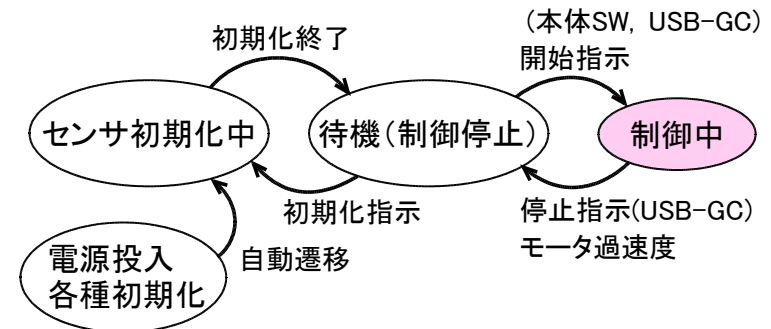 (本体SW, USB-GC)
開始指示
初期化終了
センサ初期化中
待機(制御停止)
制御中
初期化指示
停止指示(USB-GC)
モータ過速度
自動遷移
電源投入
各種初期化